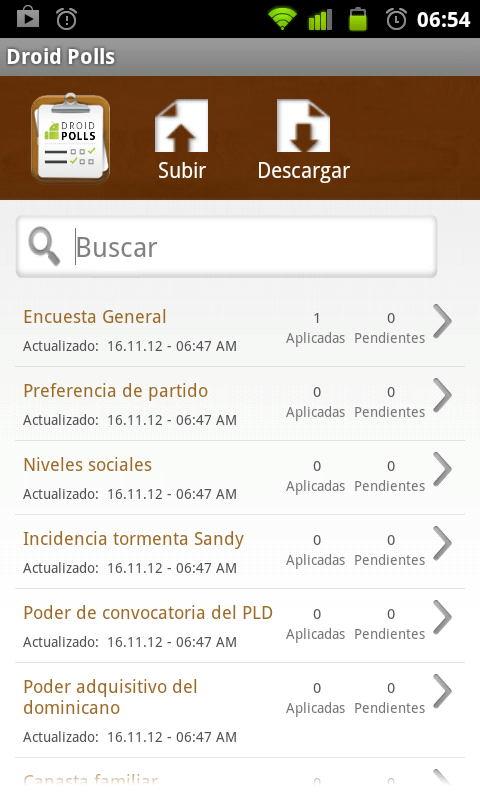 06:54
Droid Polls
DROID
POLLS
Subir
Descargar
Buscar
Encuesta General
1
0
Actualizado: 16.11.12 - 06:47 AM
Aplicadas
Pendientes
Preferencia de partido
0
0
Actualizado: 16.11.12 - 06:47 AM
Aplicadas
Pendientes
Niveles sociales
0
0
Actualizado: 16.11.12 - 06:47 AM
Aplicadas
Pendientes
Incidencia tormenta Sandy
0
0
Actualizado: 16.11.12 - 06:47 AM
Aplicadas
Pendientes
Poder de convocatoria del PLD
0
0
Actualizado: 16.11.12 - 06:47 AM
Aplicadas
Pendientes
Poder adquisitivo del
dominicano
0
0
Aplicadas
Pendientes
Actualizado: 16.11.12 - 06:47 AM
Canasta familiar
0
0